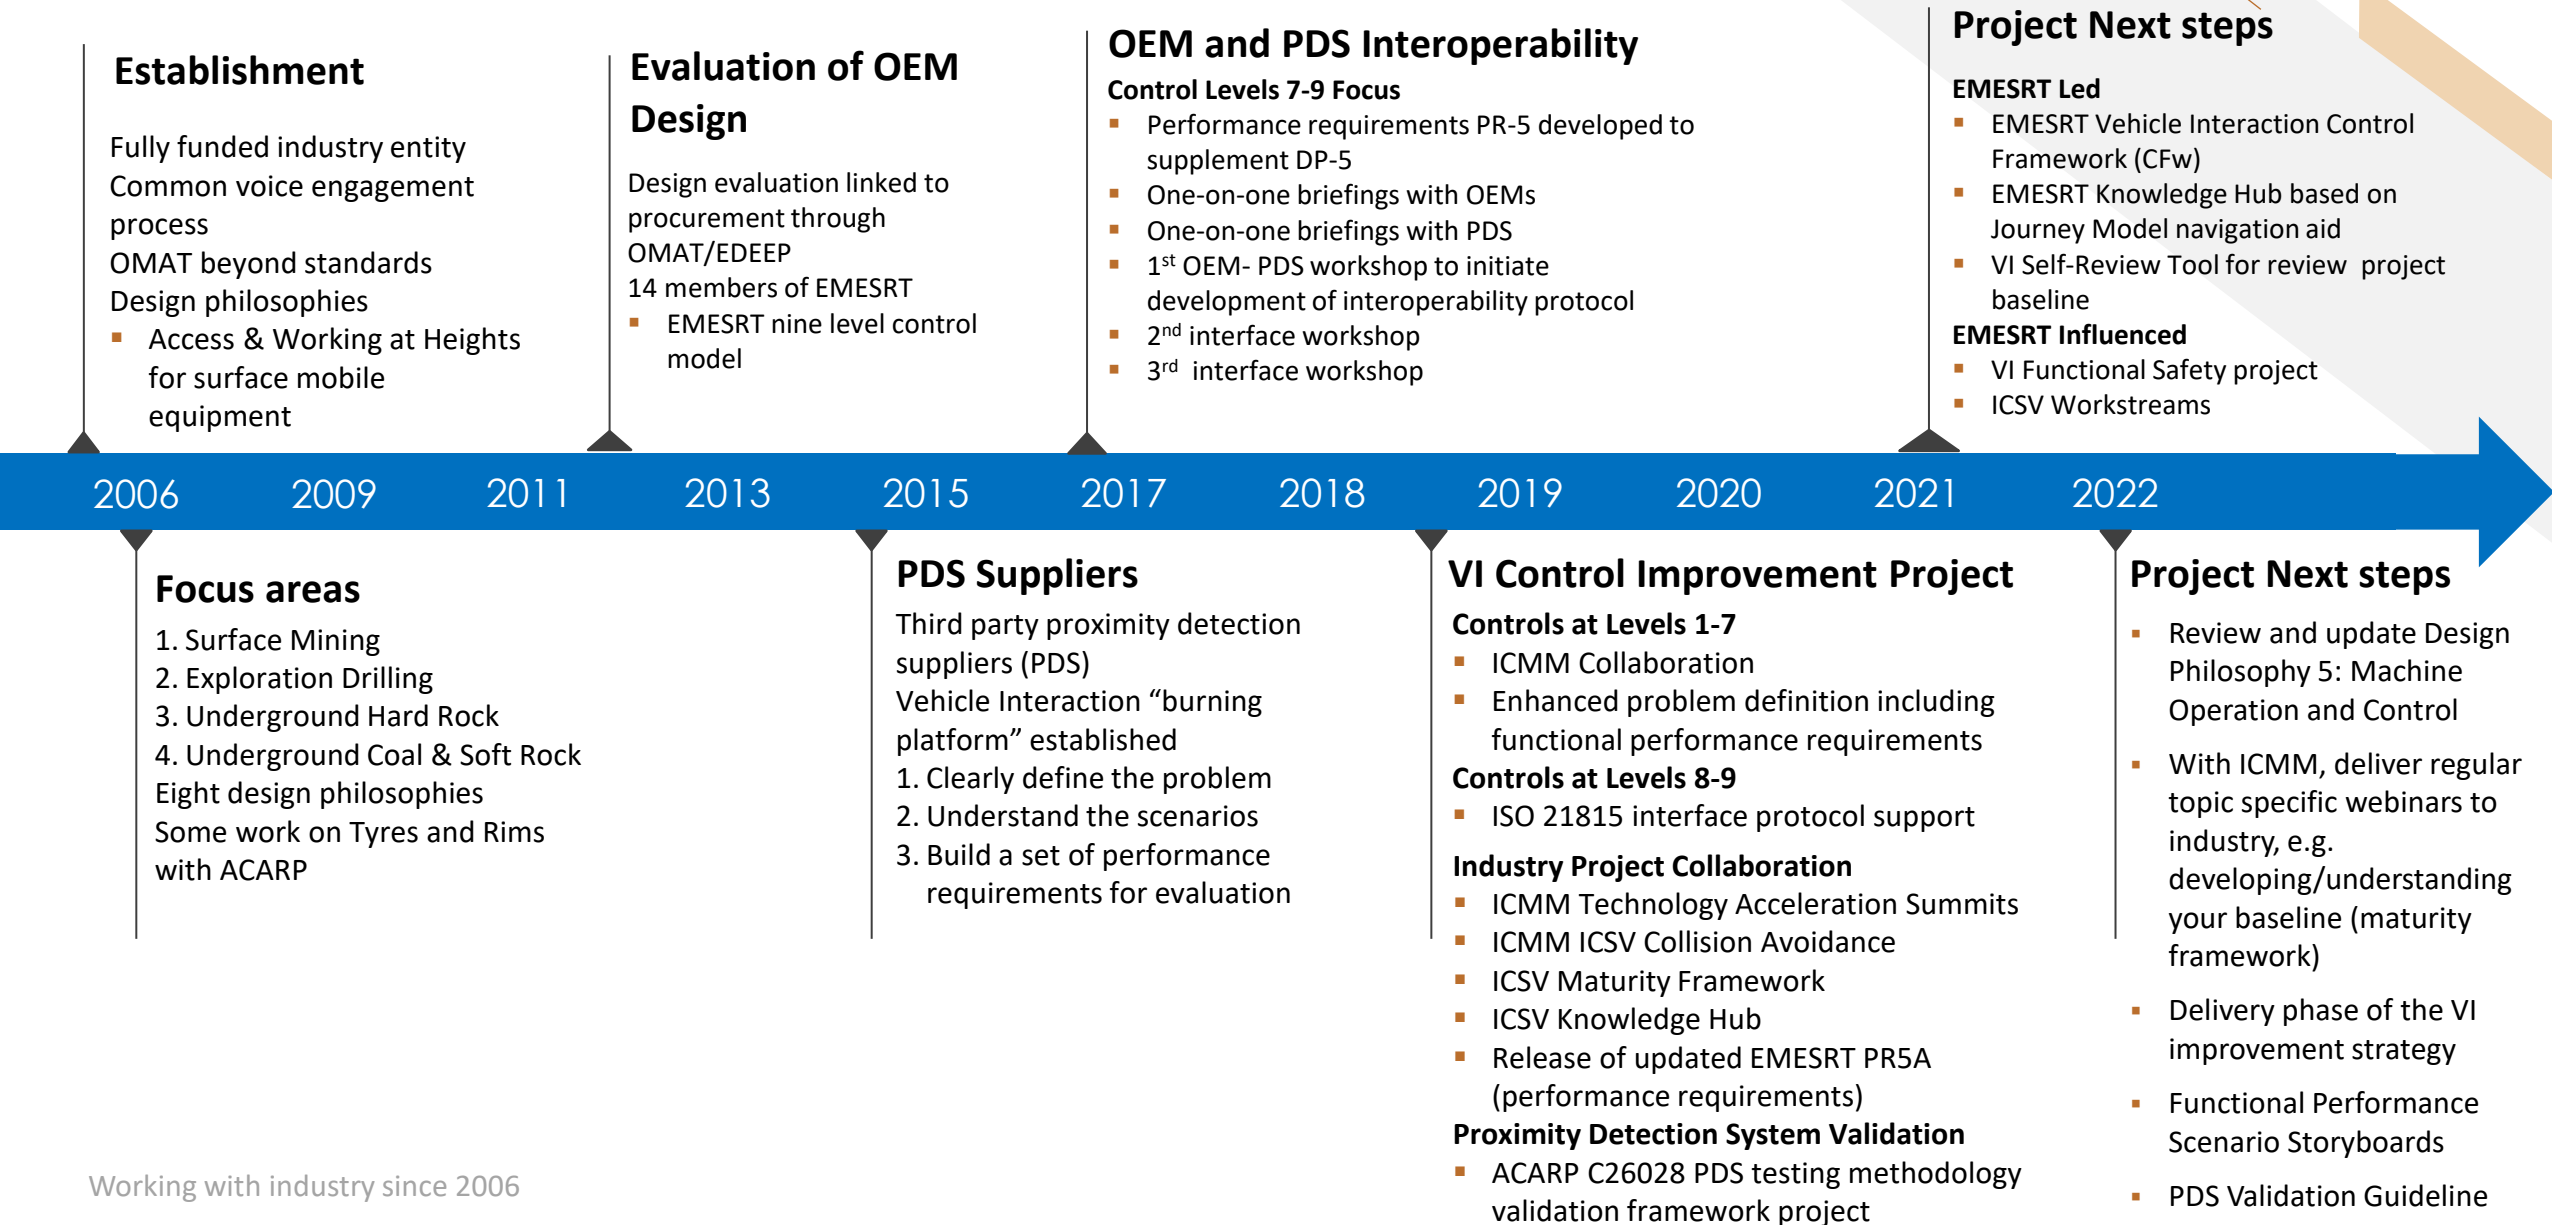 Establishment
Fully funded industry entity
Common voice engagement
process
OMAT beyond standards
Design philosophies
▪ Access & Working at Heights
for surface mobile
equipment
Evaluation of OEM
Design
Design evaluation linked to
procurement through
OMAT/EDEEP
14 members of EMESRT
▪ EMESRT nine level control
model
OEM and PDS Interoperability
Control Levels 7-9 Focus
▪ Performance requirements PR-5 developed to
supplement DP-5
▪ One-on-one briefings with OEMs
▪ One-on-one briefings with PDS
▪ 1st OEM- PDS workshop to initiate
development of interoperability protocol
▪ 2nd interface workshop
▪ 3rd interface workshop
Project Next steps
EMESRT Led
▪ EMESRT Vehicle Interaction Control
Framework (CFw)
▪ EMESRT Knowledge Hub based on
Journey Model navigation aid
▪ VI Self-Review Tool for review project
baseline
EMESRT Influenced
▪ VI Functional Safety project
▪ ICSV Workstreams
2006 2009 2011 2013 2015 2017 2018 2019 2020 2021 2022
Focus areas
1. Surface Mining
2. Exploration Drilling
3. Underground Hard Rock
4. Underground Coal & Soft Rock
Eight design philosophies
Some work on Tyres and Rims
with ACARP
PDS Suppliers
Third party proximity detection
suppliers (PDS)
Vehicle Interaction “burning
platform” established
1. Clearly define the problem
2. Understand the scenarios
3. Build a set of performance
requirements for evaluation
VI Control Improvement Project
Controls at Levels 1-7
▪ ICMM Collaboration
▪ Enhanced problem definition including
functional performance requirements
Controls at Levels 8-9
▪ ISO 21815 interface protocol support
Industry Project Collaboration
▪ ICMM Technology Acceleration Summits
▪ ICMM ICSV Collision Avoidance
▪ ICSV Maturity Framework
▪ ICSV Knowledge Hub
▪ Release of updated EMESRT PR5A
(performance requirements)
Proximity Detection System Validation
▪ ACARP C26028 PDS testing methodology
validation framework project
Project Next steps
▪ Review and update Design
Philosophy 5: Machine
Operation and Control
▪ With ICMM, deliver regular
topic specific webinars to
industry, e.g.
developing/understanding
your baseline (maturity
framework)
▪ Delivery phase of the VI
improvement strategy
▪ Functional Performance
Scenario Storyboards
▪ PDS Validation Guideline
Working with industry since 2006